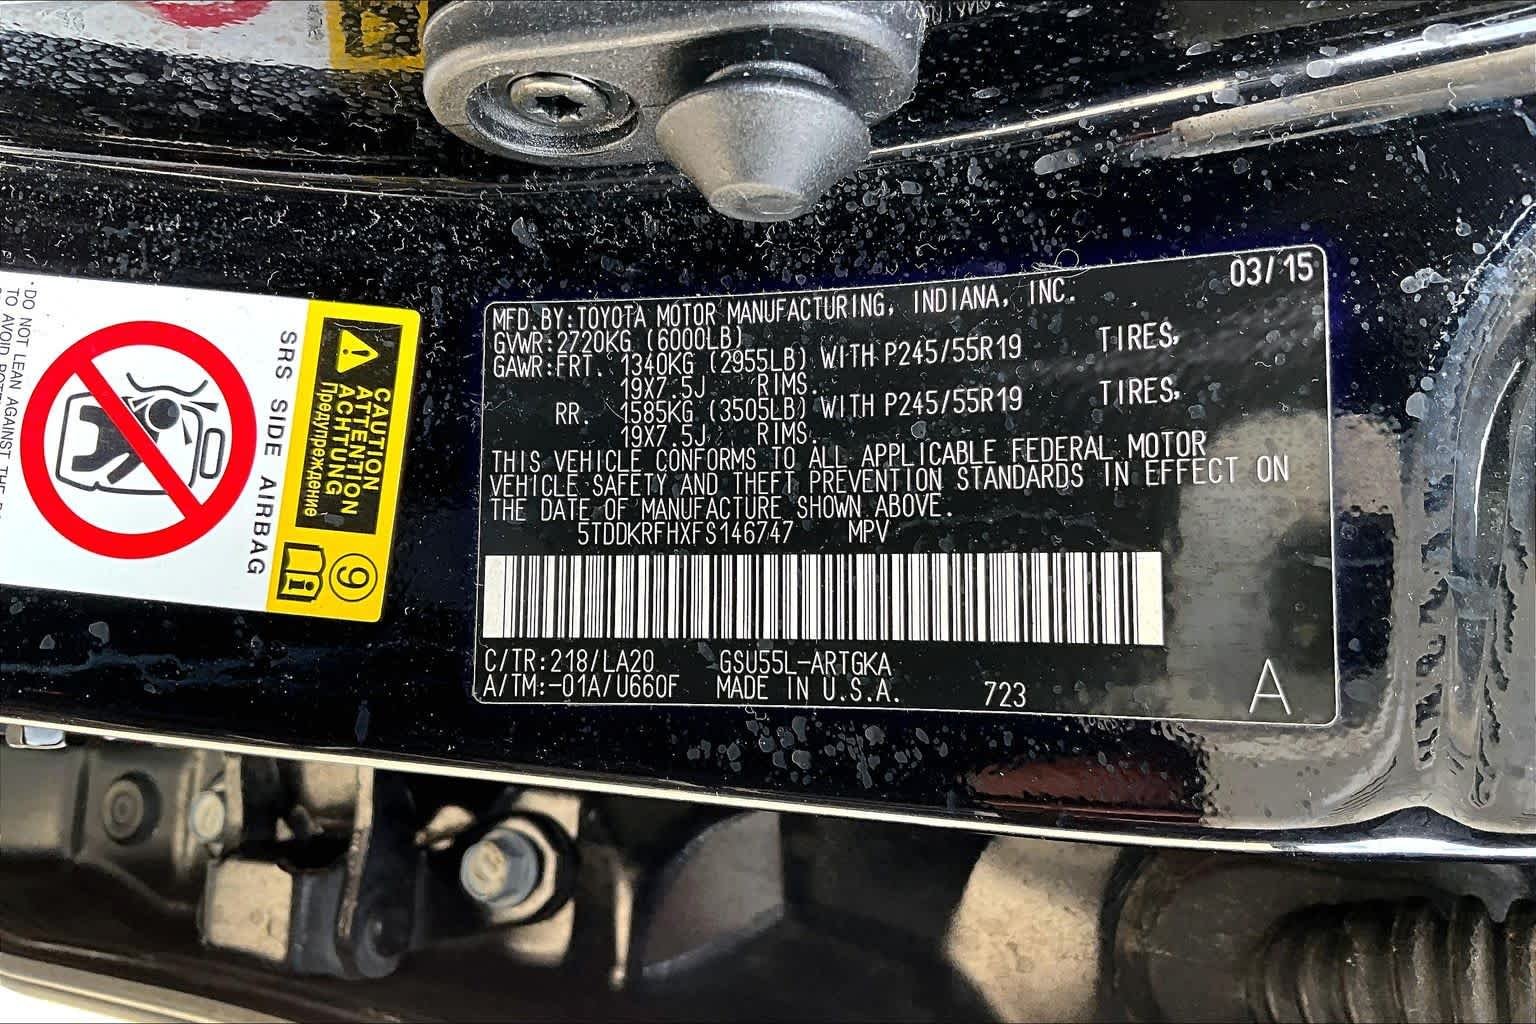 03/15
MFD.BY:TOYOTA MOTOR MANUFACTURING, INDIANA, INC.
GVWR:2720KG (6000LB)
GAWR:FRT. 1340KG (2955LB) WITH P245/55R19 TIRES,
19X7.5J RIMS.
RR. 1585KG (3505LB) WITH P245/55R19 TIRES,
19X7.5J RIMS.
THIS VEHICLE CONFORMS TO ALL APPLICABLE FEDERAL MOTOR
VEHICLE SAFETY AND THEFT PREVENTION STANDARDS IN EFFECT ON
THE DATE OF MANUFACTURE SHOWN ABOVE.
5TDDKRFHXFS146747 MPV
C/TR:218/LA20 GSU55L-ARTGKA
A/TM:-01A/U660F MADE IN U.S.A. 723 A
CAUTION
ATTENTION
ACHTUNG
Предупреждение
9
SRS SIDE AIRBAG
·DO NOT LEAN AGAINST THE
TO AVOID